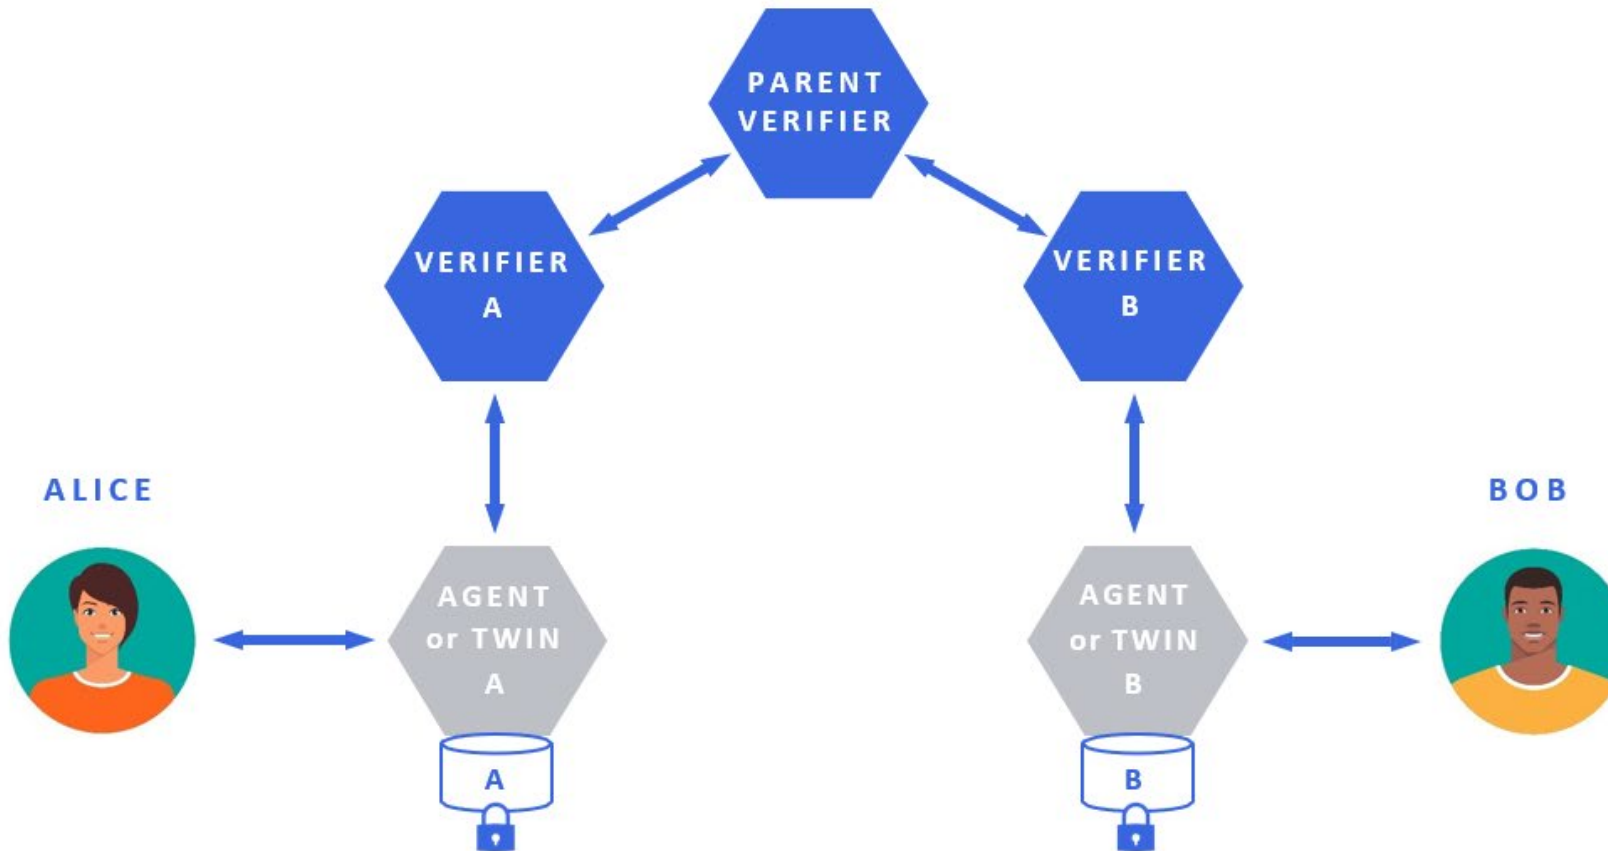 PARENT
VERIFIER
VERIFIER
A
VERIFIER
B
ALICE
BOB
AGENT
or TWIN
A
AGENT
or TWIN
B
A
B